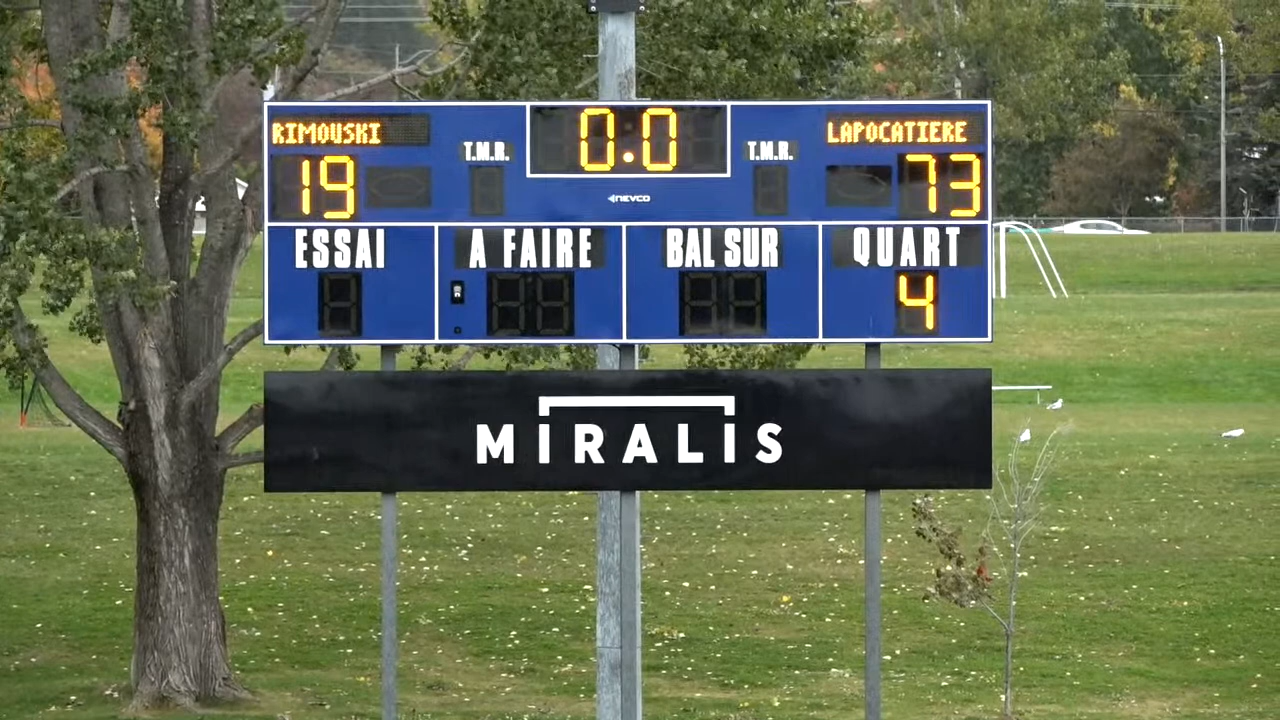 RIMOUSKI 0.0 LAPOCATIERE
T.M.R. T.M.R.
19 73
NEVCO
ESSAI A FAIRE BAL SUR QUART
4
MIRALIS